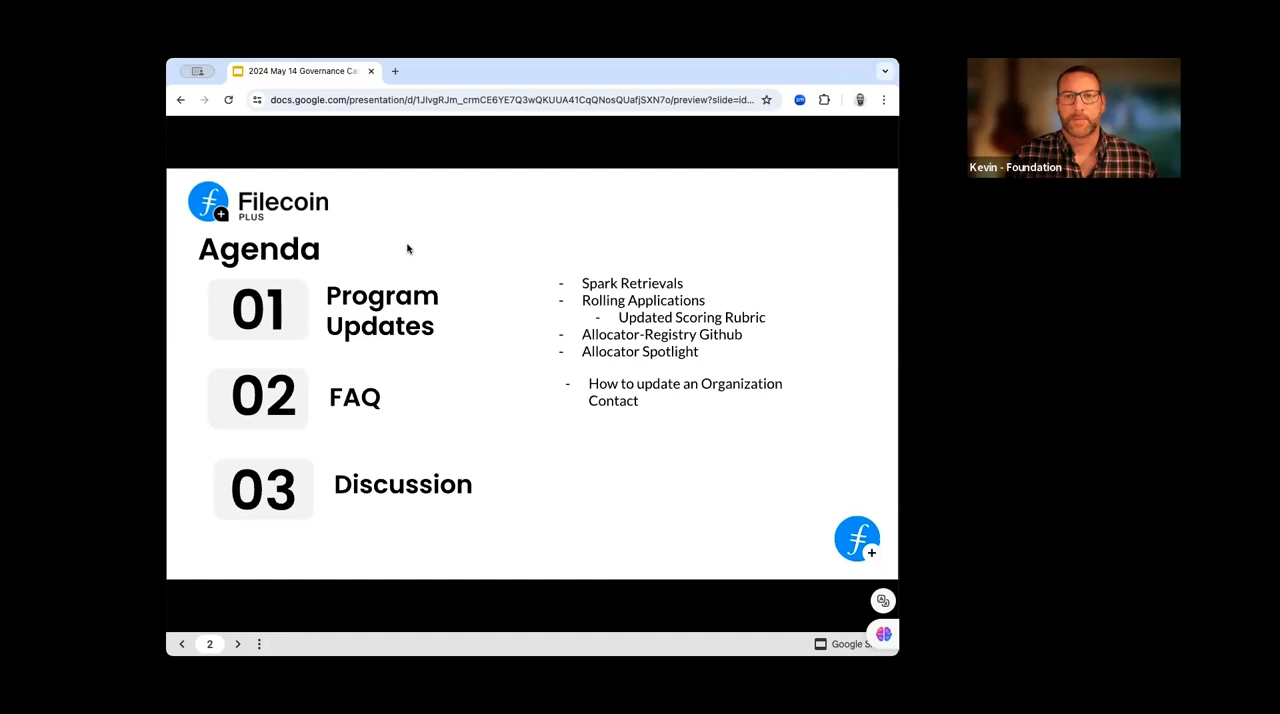 2024 May 14 Governance Ca
docs.google.com/presentation/d/1JlvgRJm_crmCE6YE7Q3wQKUUA41CqQNosQUafjSXN7o/preview?slide=id...
Filecoin
PLUS
Agenda
01
Program
Updates
- Spark Retrievals
- Rolling Applications
- Updated Scoring Rubric
- Allocator-Registry Github
- Allocator Spotlight
02
FAQ
- How to update an Organization
Contact
03
Discussion
2
Google S
Kevin - Foundation